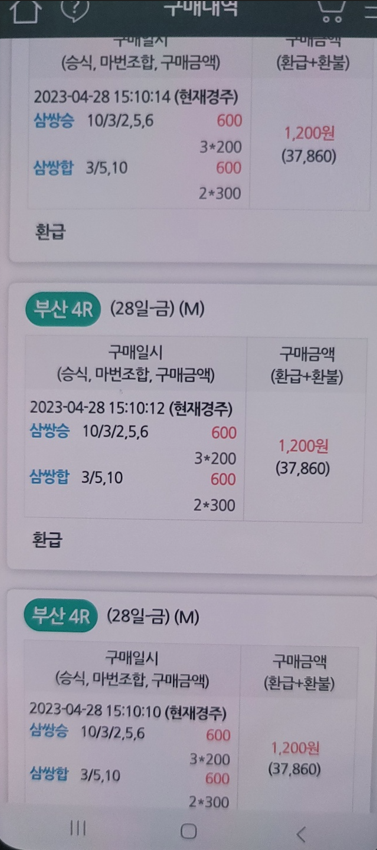 구매내역
구매일시
(승식, 마번조합, 구매금액)
구매금액
(환급+환불)
2023-04-28 15:10:14 (현재경주)
삼쌍승 10/3/2,5,6 600
3*200
삼쌍합 3/5,10 600
2*300
1,200원
(37,860)
환급
부산 4R (28일-금) (M)
구매일시
(승식, 마번조합, 구매금액)
구매금액
(환급+환불)
2023-04-28 15:10:12 (현재경주)
삼쌍승 10/3/2,5,6 600
3*200
삼쌍합 3/5,10 600
2*300
1,200원
(37,860)
환급
부산 4R (28일-금) (M)
구매일시
(승식, 마번조합, 구매금액)
구매금액
(환급+환불)
2023-04-28 15:10:10 (현재경주)
삼쌍승 10/3/2,5,6 600
3*200
삼쌍합 3/5,10 600
2*300
1,200원
(37,860)